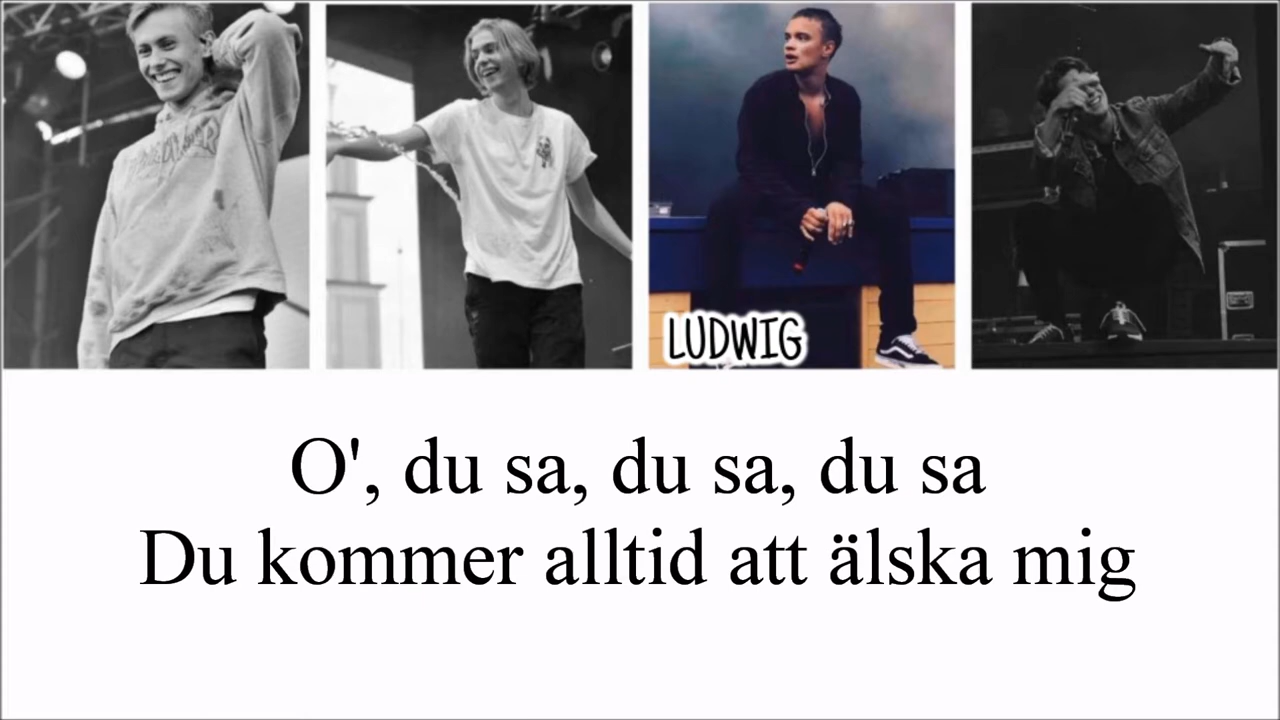 LUDWIG
O', du sa, du sa, du sa
Du kommer alltid att älska mig